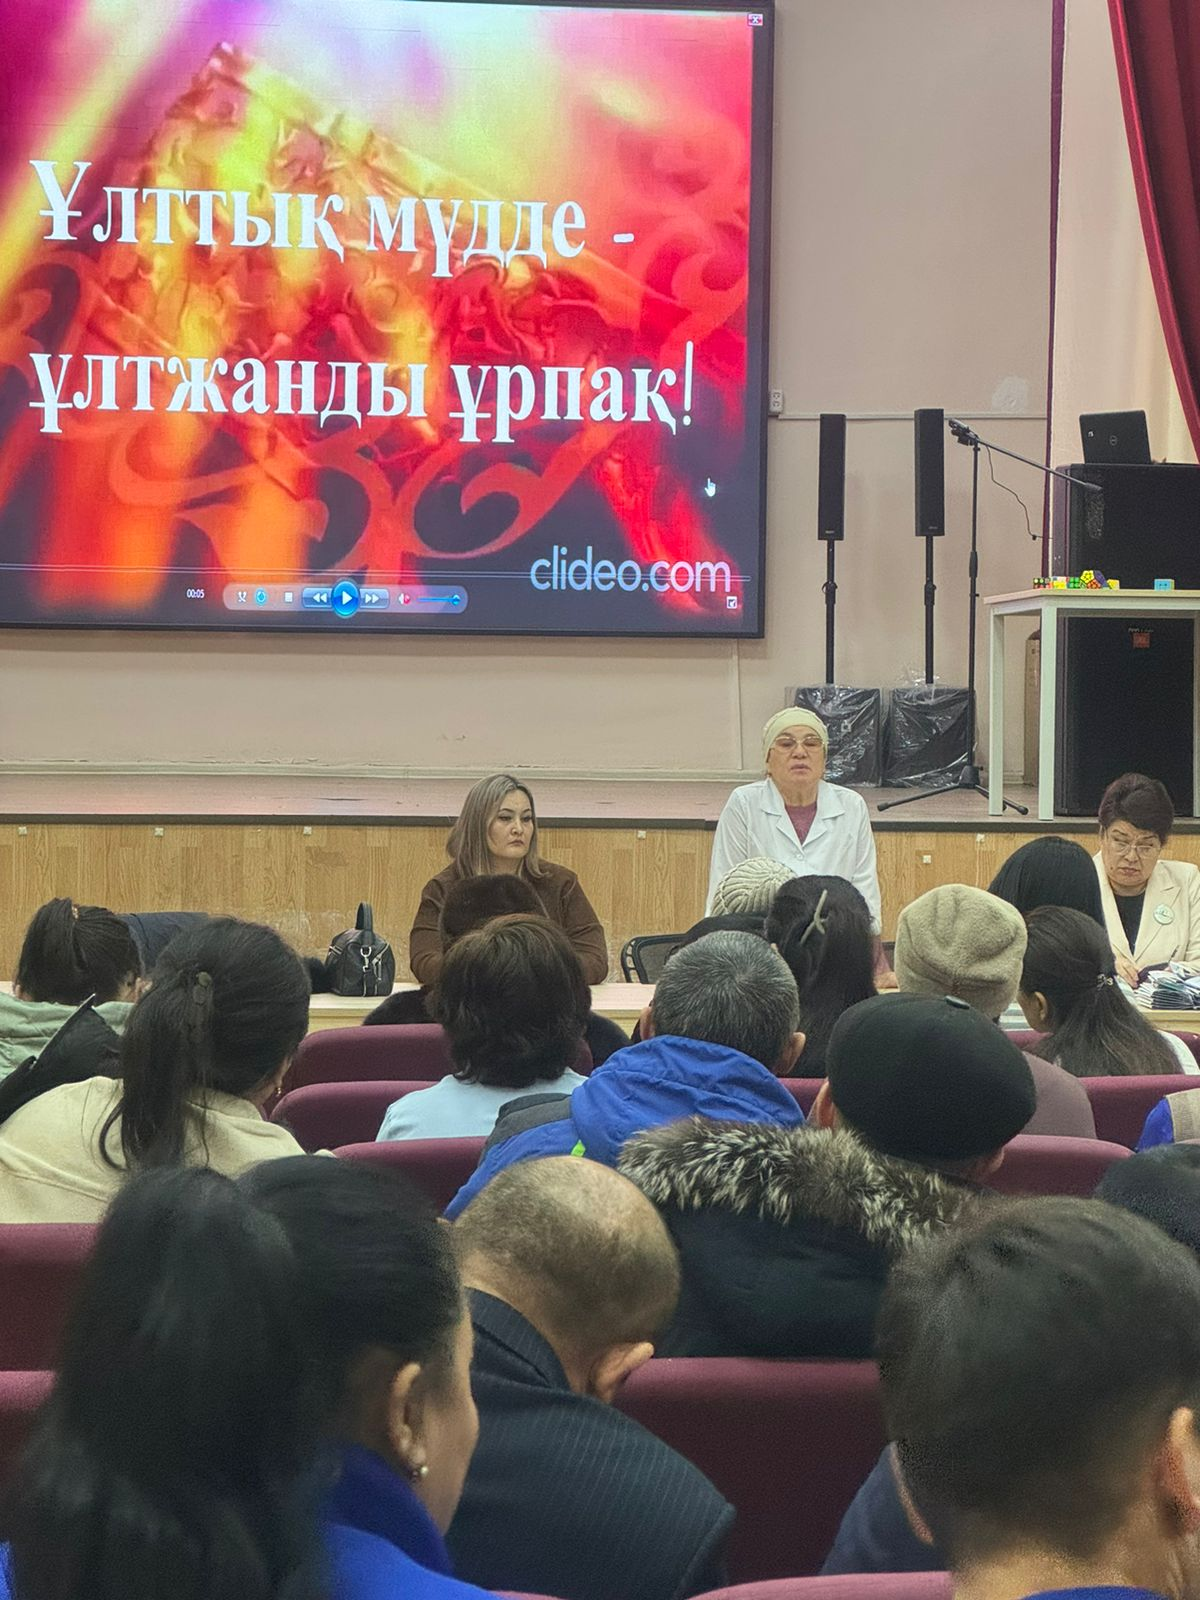 Ұлттық мүдде -
ұлтжанды ұрпақ!
clideo.com
00:05